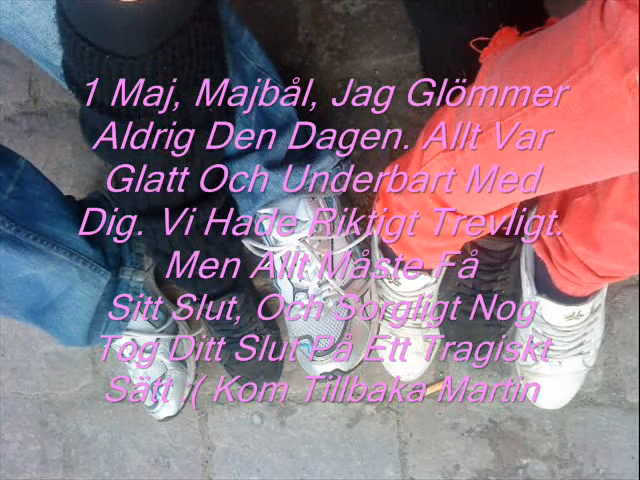 1 Maj, Majbål, Jag Glömmer
Aldrig Den Dagen. Allt Var
Glatt Och Underbart Med
Dig. Vi Hade Riktigt Trevligt.
Men Allt Måste Få
Sitt Slut, Och Sorgligt Nog
Tog Ditt Slut På Ett Tragiskt
Sätt :( Kom Tillbaka Martin